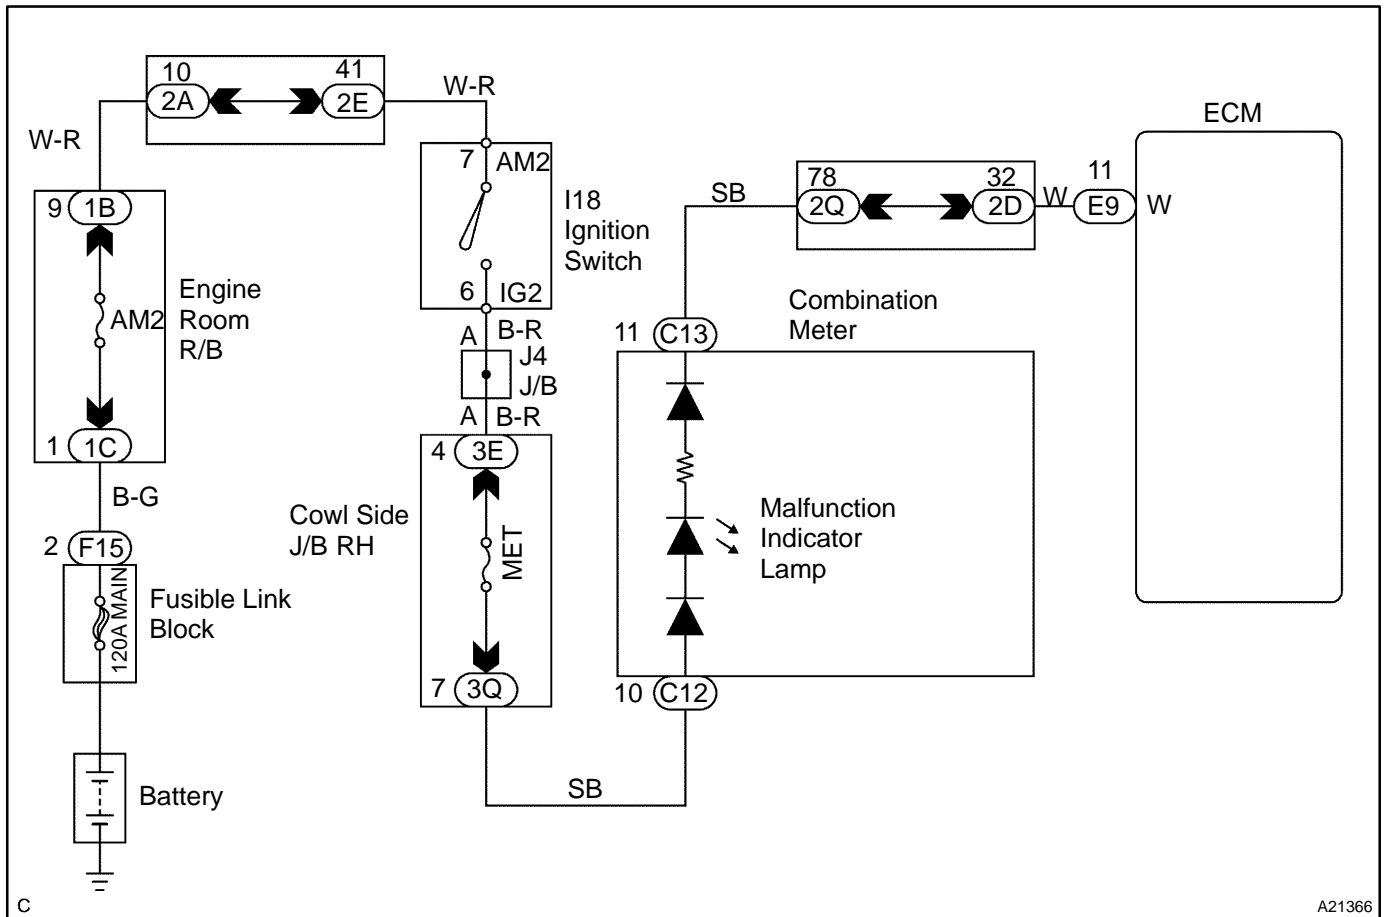 10
41
2A
2E
W-R
W-R
ECM
7
AM2
I18
Ignition
Switch
78
32
11
SB
2Q
2D
W
E9
W
9
1B
Engine
Room
R/B
AM2
6
IG2
Combination
Meter
A
B-R
J4
J/B
11
C13
A
B-R
1
1C
4
3E
B-G
Cowl Side
J/B RH
MET
Malfunction
Indicator
Lamp
2
F15
120A MAIN
Fusible Link
Block
7
3Q
10
C12
Battery
SB
C
A21366